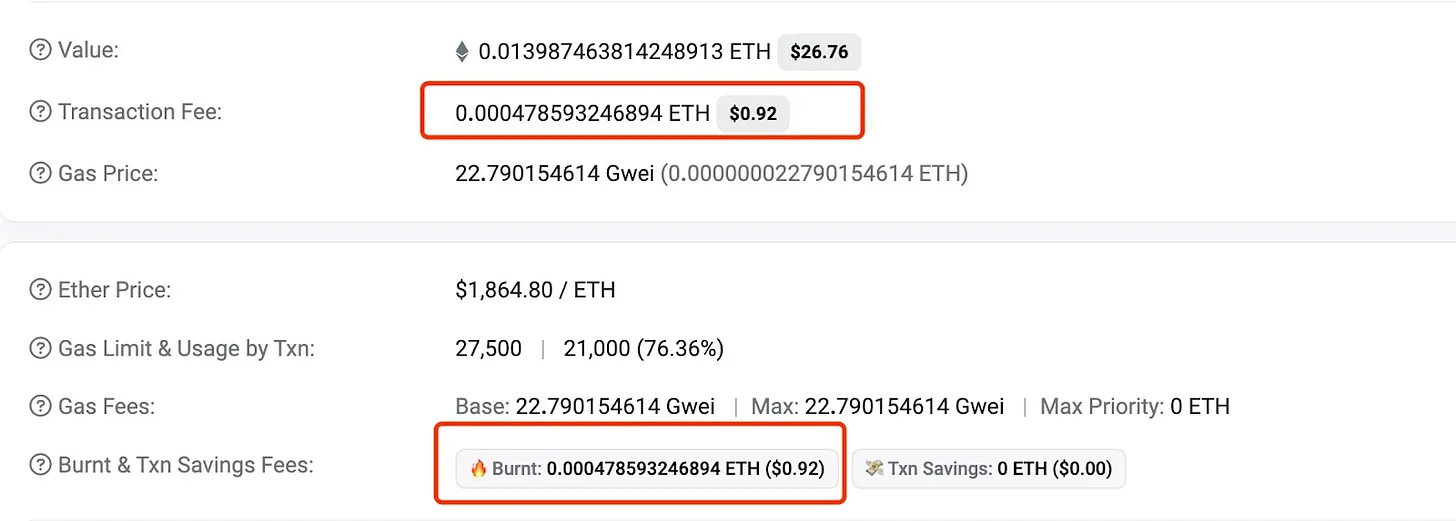 Value: 0.013987463814248913 ETH $26.76
Transaction Fee: 0.000478593246894 ETH $0.92
Gas Price: 22.790154614 Gwei (0.000000022790154614 ETH)
Ether Price: $1,864.80 / ETH
Gas Limit & Usage by Txn: 27,500 | 21,000 (76.36%)
Gas Fees: Base: 22.790154614 Gwei | Max: 22.790154614 Gwei | Max Priority: 0 ETH
Burnt & Txn Savings Fees: 🔥 Burnt: 0.000478593246894 ETH ($0.92) 💸 Txn Savings: 0 ETH ($0.00)